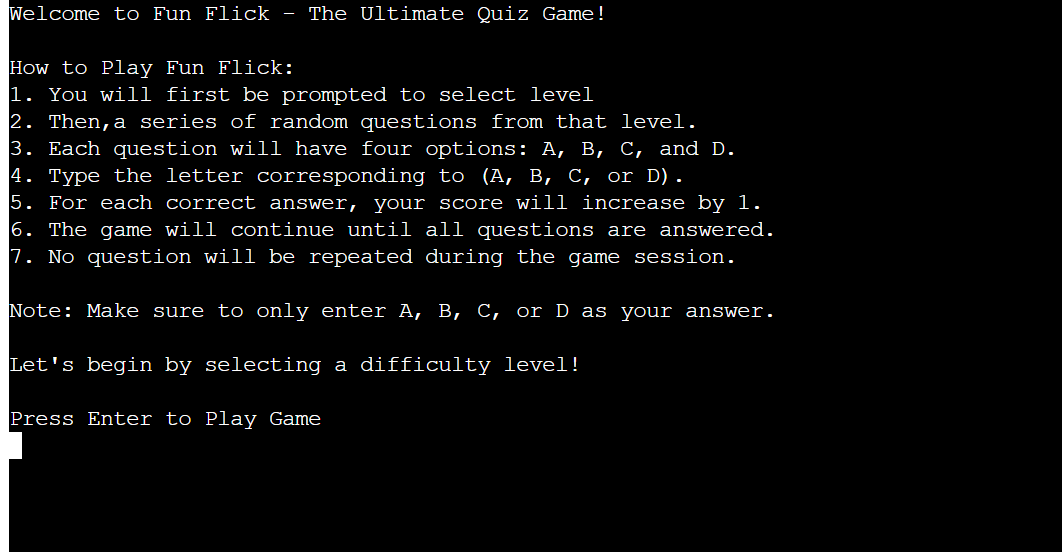 Welcome to Fun Flick - The Ultimate Quiz Game!
How to Play Fun Flick:
1. You will first be prompted to select level
2. Then,a series of random questions from that level.
3. Each question will have four options: A, B, C, and D.
4. Type the letter corresponding to (A, B, C, or D).
5. For each correct answer, your score will increase by 1.
6. The game will continue until all questions are answered.
7. No question will be repeated during the game session.
Note: Make sure to only enter A, B, C, or D as your answer.
Let's begin by selecting a difficulty level!
Press Enter to Play Game